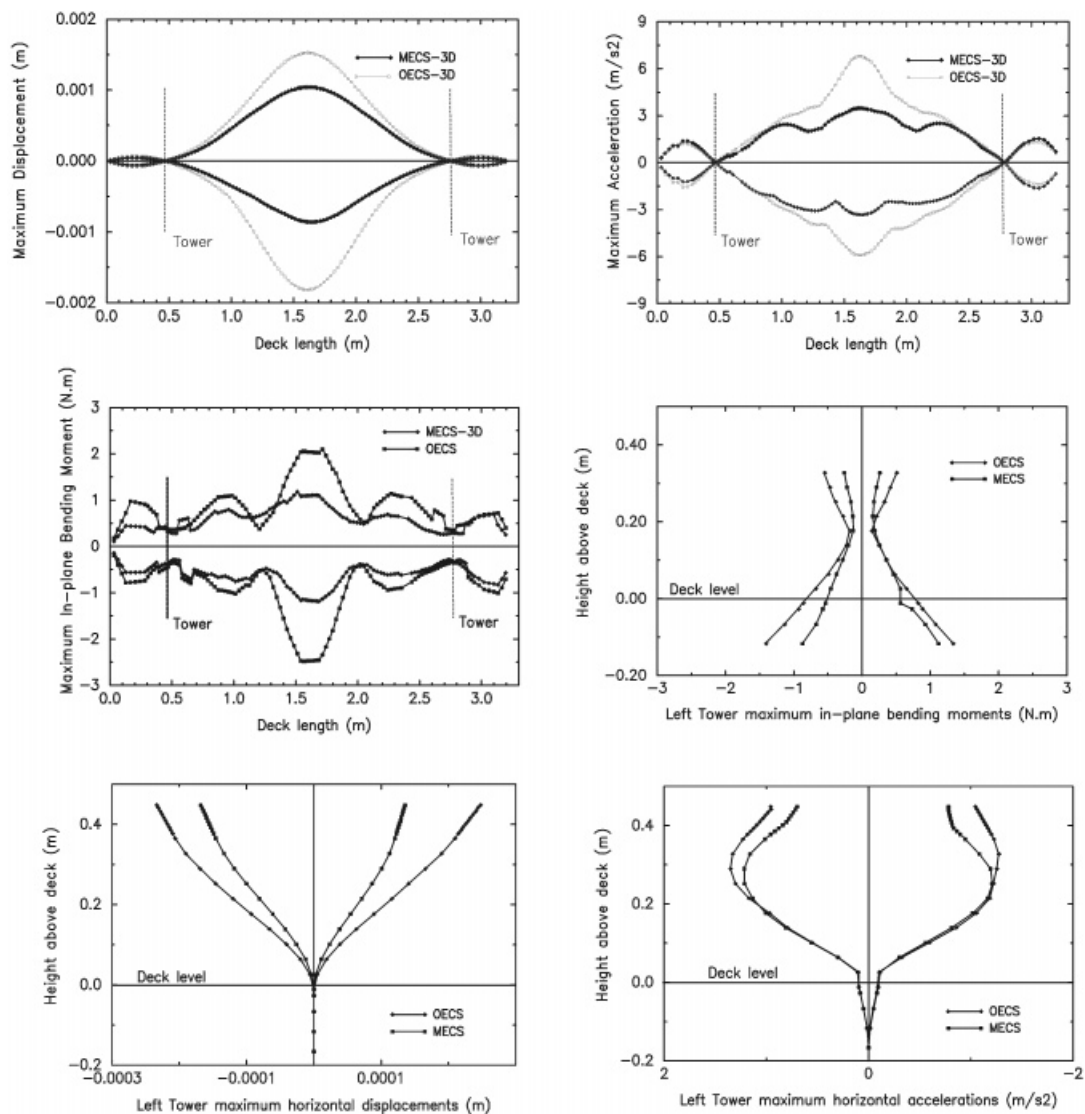 0.002
0.001
0.000
-0.001
-0.002
Maximum Displacement (m)
MECS-3D
OECS-3D
Tower
Tower
0.0 0.5 1.0 1.5 2.0 2.5 3.0
Deck length (m)
9
6
3
0
-3
-6
-9
Maximum Acceleration (m/s2)
MECS-3D
OECS-3D
Tower
Tower
0.0 0.5 1.0 1.5 2.0 2.5 3.0
Deck length (m)
3
2
1
0
-1
-2
-3
Maximum In-plane Bending Moment (N.m)
MECS-3D
OECS
Tower
Tower
0.0 0.5 1.0 1.5 2.0 2.5 3.0
Deck length (m)
0.40
0.20
0.00
-0.20
Height above deck (m)
OECS
MECS
Deck level
-3 -2 -1 0 1 2 3
Left Tower maximum in-plane bending moments (N.m)
0.4
0.2
0.0
-0.2
Height above deck (m)
Deck level
OECS
MECS
-0.0003 -0.0001 0.0001
Left Tower maximum horizontal displacements (m)
0.4
0.2
0.0
-0.2
Height above deck (m)
Deck level
OECS
MECS
2 1 0 -1 -2
Left Tower maximum horizontal accelerations (m/s2)